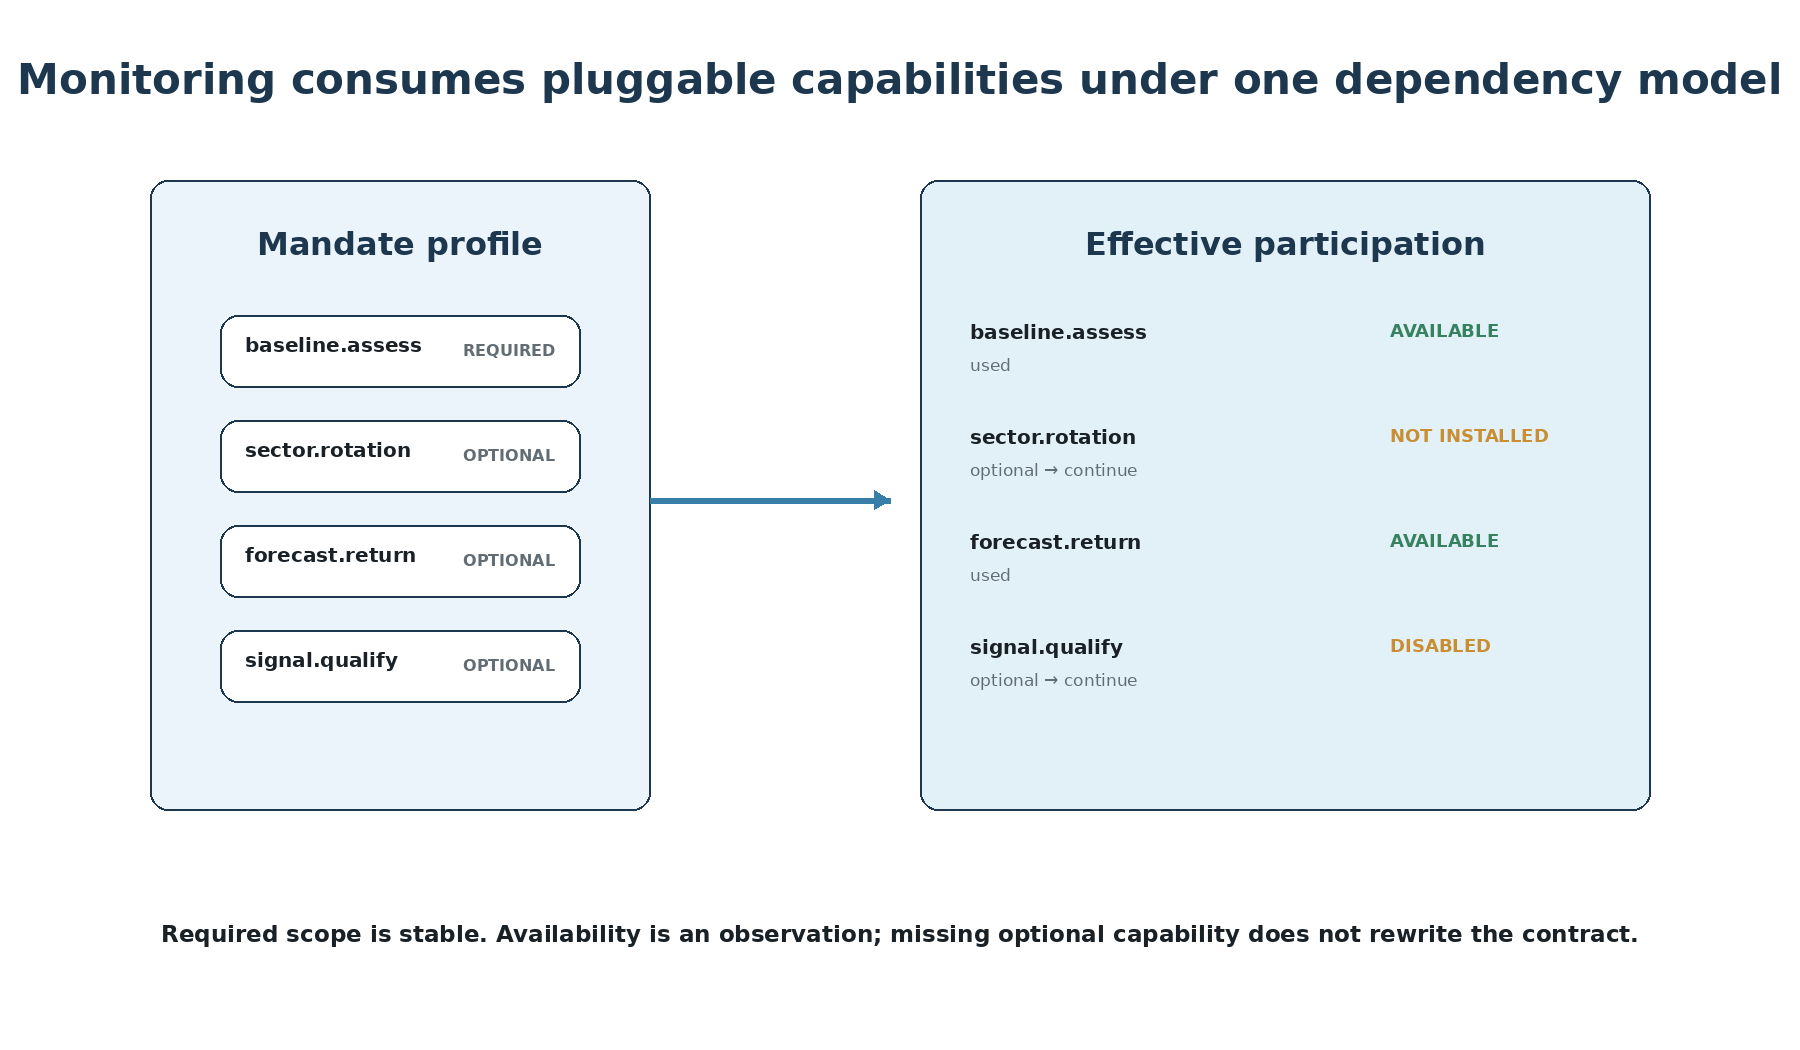 Monitoring consumes pluggable capabilities under one dependency model
Mandate profile
baseline.assess REQUIRED
sector.rotation OPTIONAL
forecast.return OPTIONAL
signal.qualify OPTIONAL
Effective participation
baseline.assess AVAILABLE
used
sector.rotation NOT INSTALLED
optional → continue
forecast.return AVAILABLE
used
signal.qualify DISABLED
optional → continue
Required scope is stable. Availability is an observation; missing optional capability does not rewrite the contract.